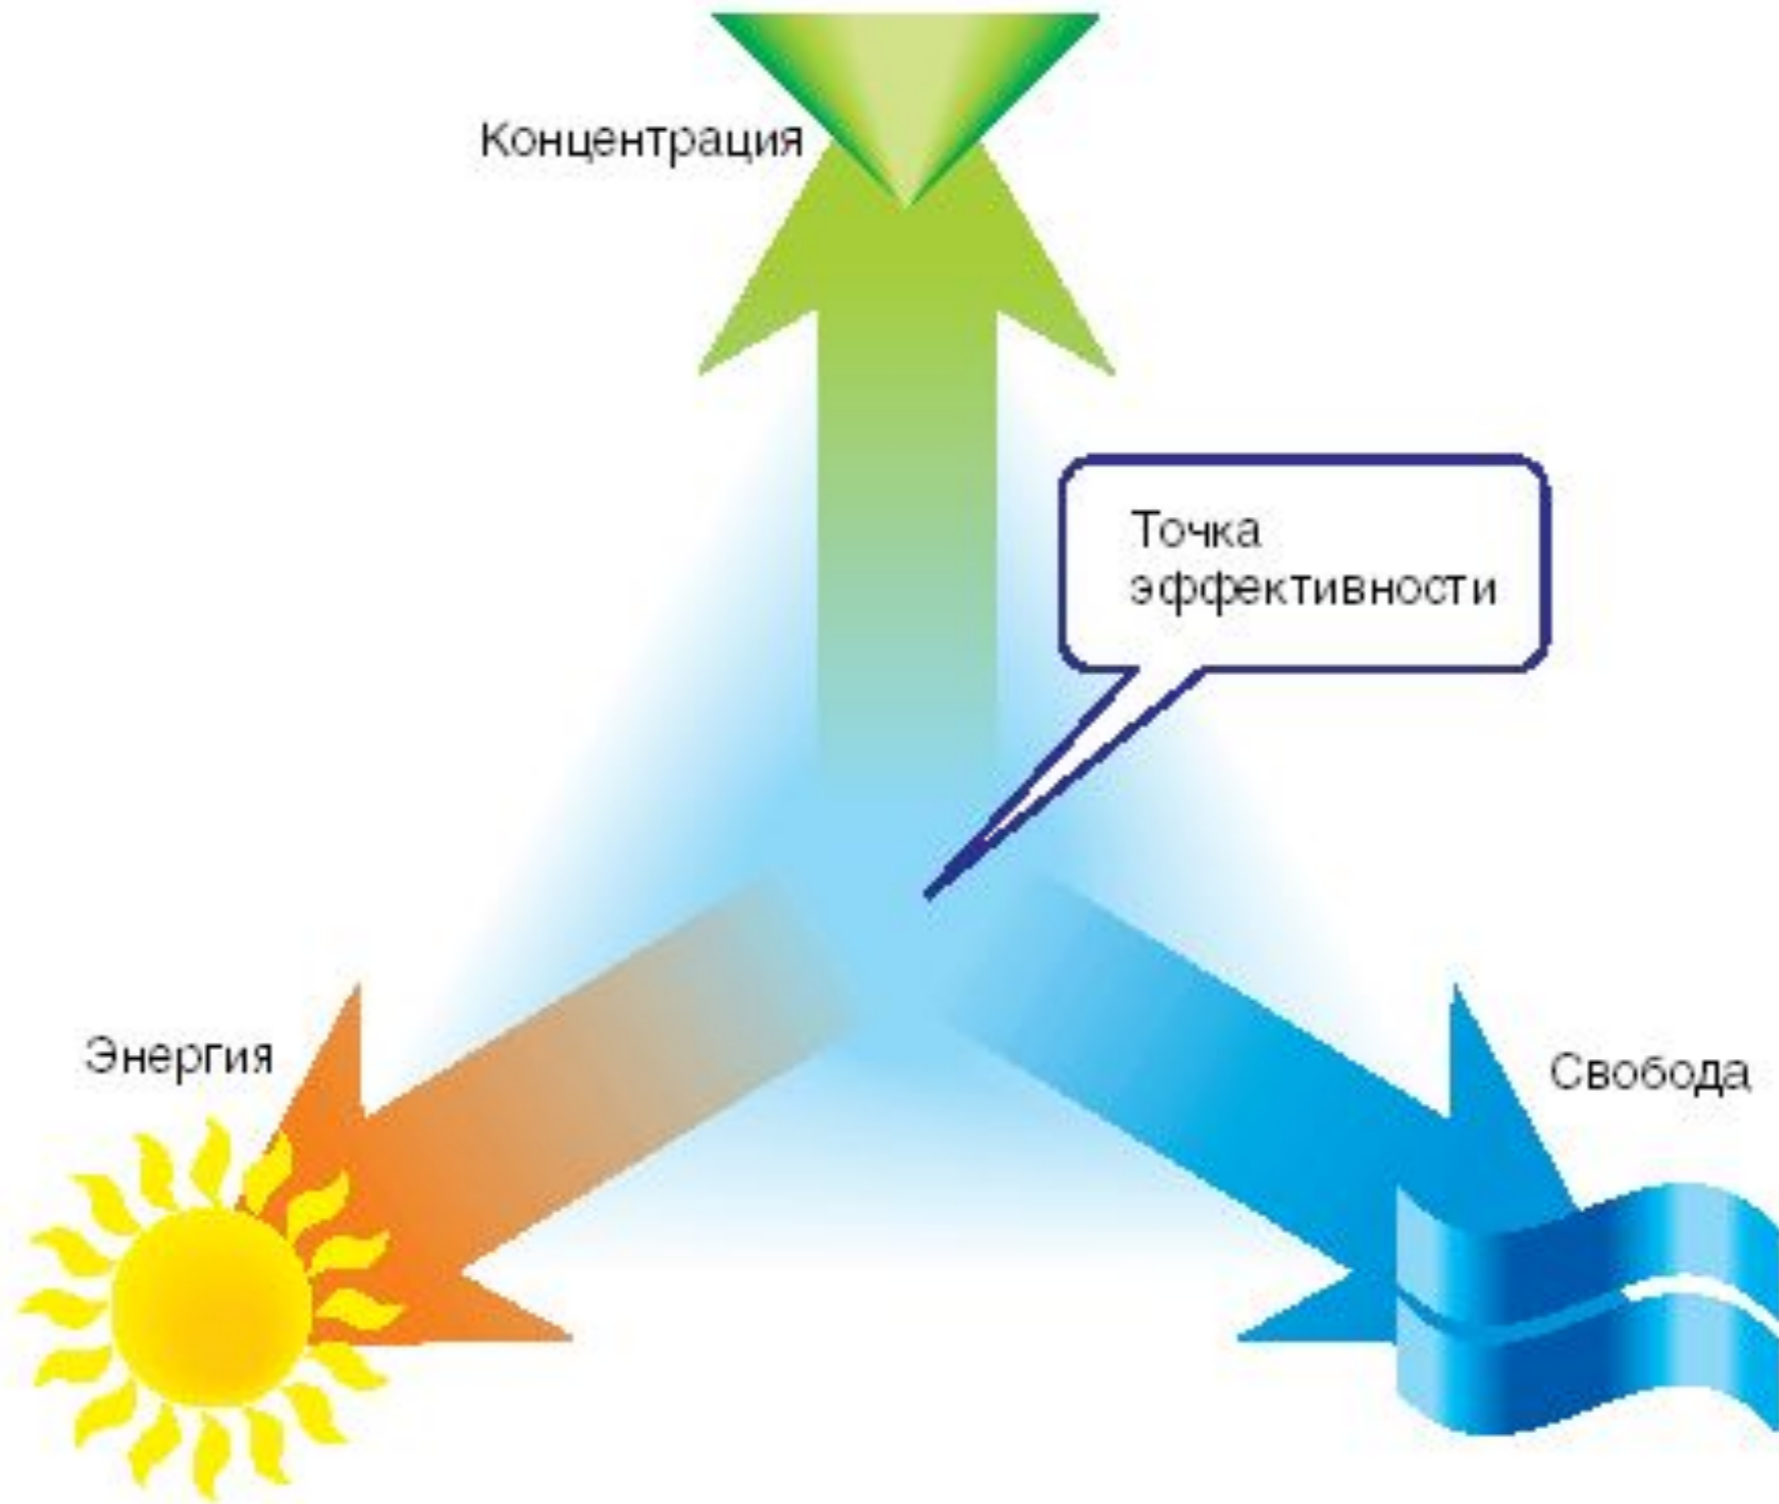 Концентрация
Точка
эффективности
Энергия
Свобода